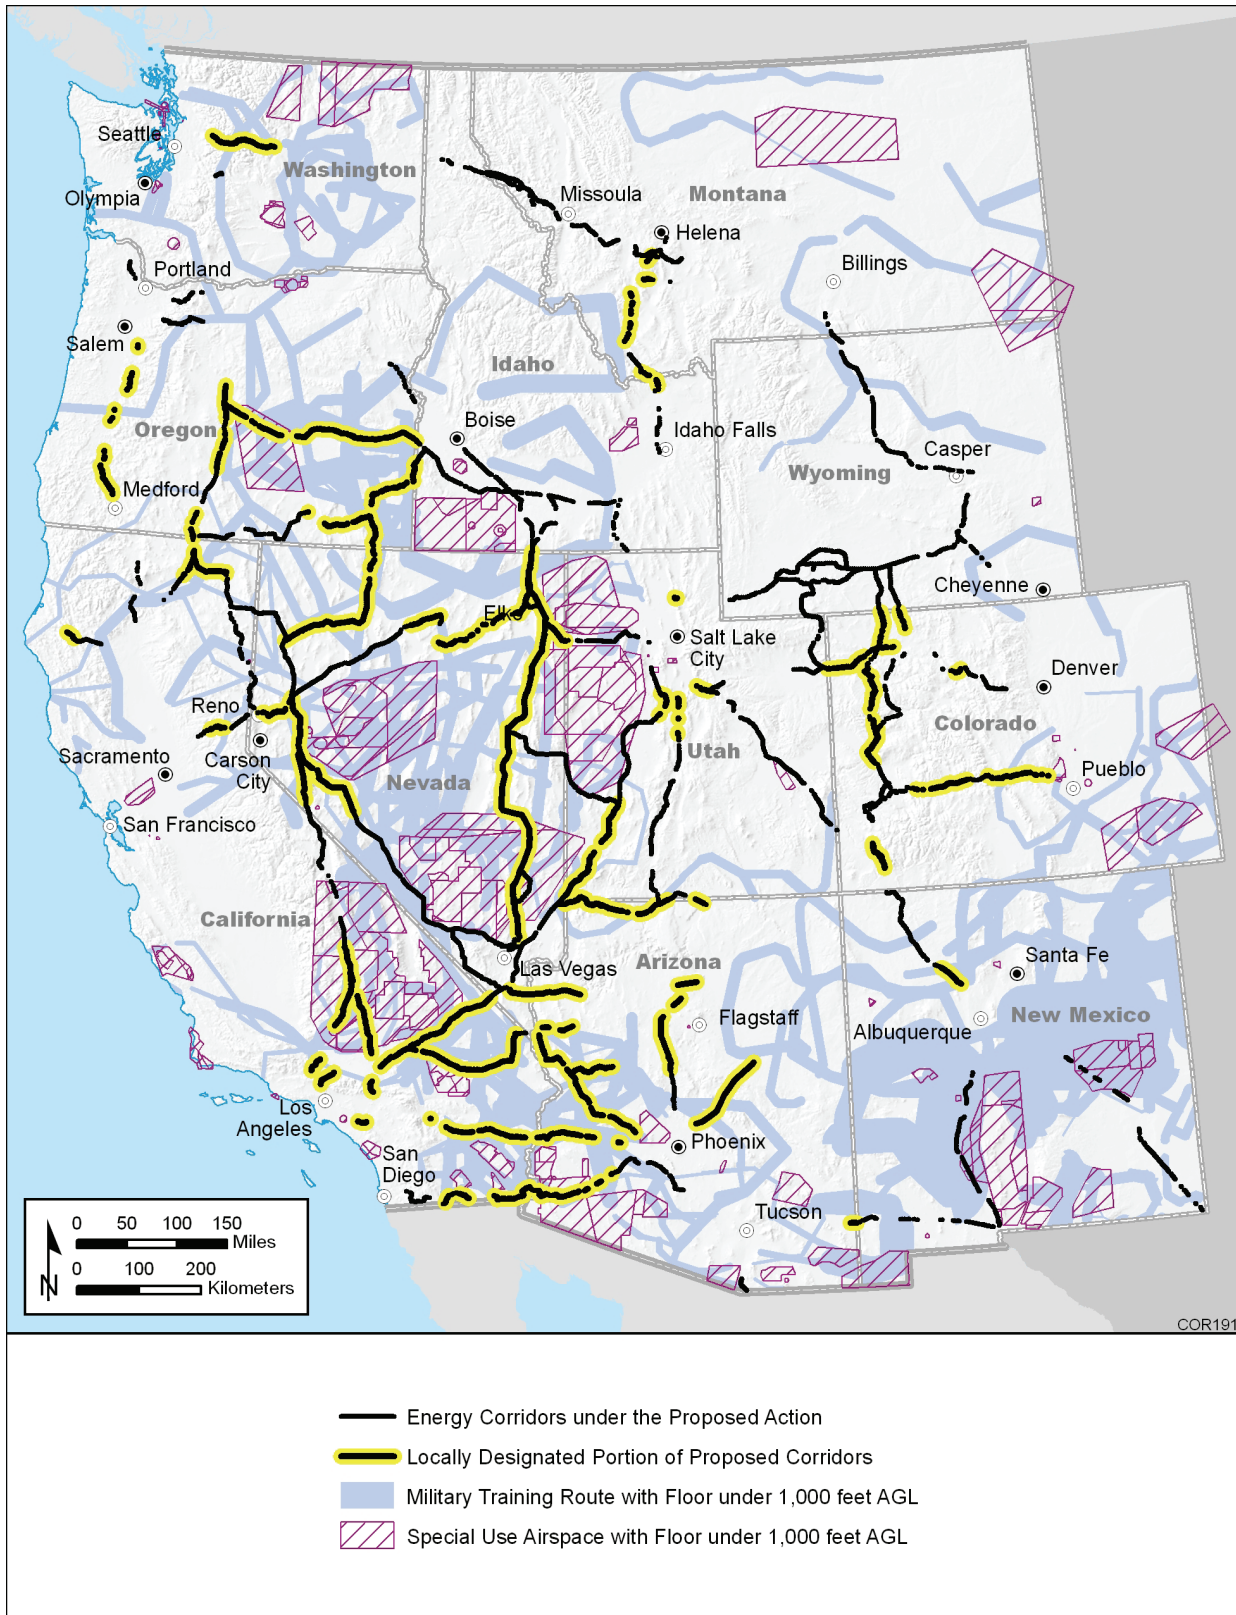 Seattle
Washington
Olympia
Missoula
Montana
Helena
Portland
Billings
Salem
Idaho
Boise
Oregon
Idaho Falls
Casper
Wyoming
Medford
Cheyenne
Elko
Salt Lake
City
Denver
Reno
Colorado
Utah
Sacramento
Carson
City
Nevada
Pueblo
San Francisco
California
Las Vegas
Arizona
Santa Fe
Flagstaff
Albuquerque
New Mexico
Los
Angeles
Phoenix
San
Diego
Tucson
0 50 100 150
Miles
0 100 200
Kilometers
N
COR191
Energy Corridors under the Proposed Action
Locally Designated Portion of Proposed Corridors
Military Training Route with Floor under 1,000 feet AGL
Special Use Airspace with Floor under 1,000 feet AGL